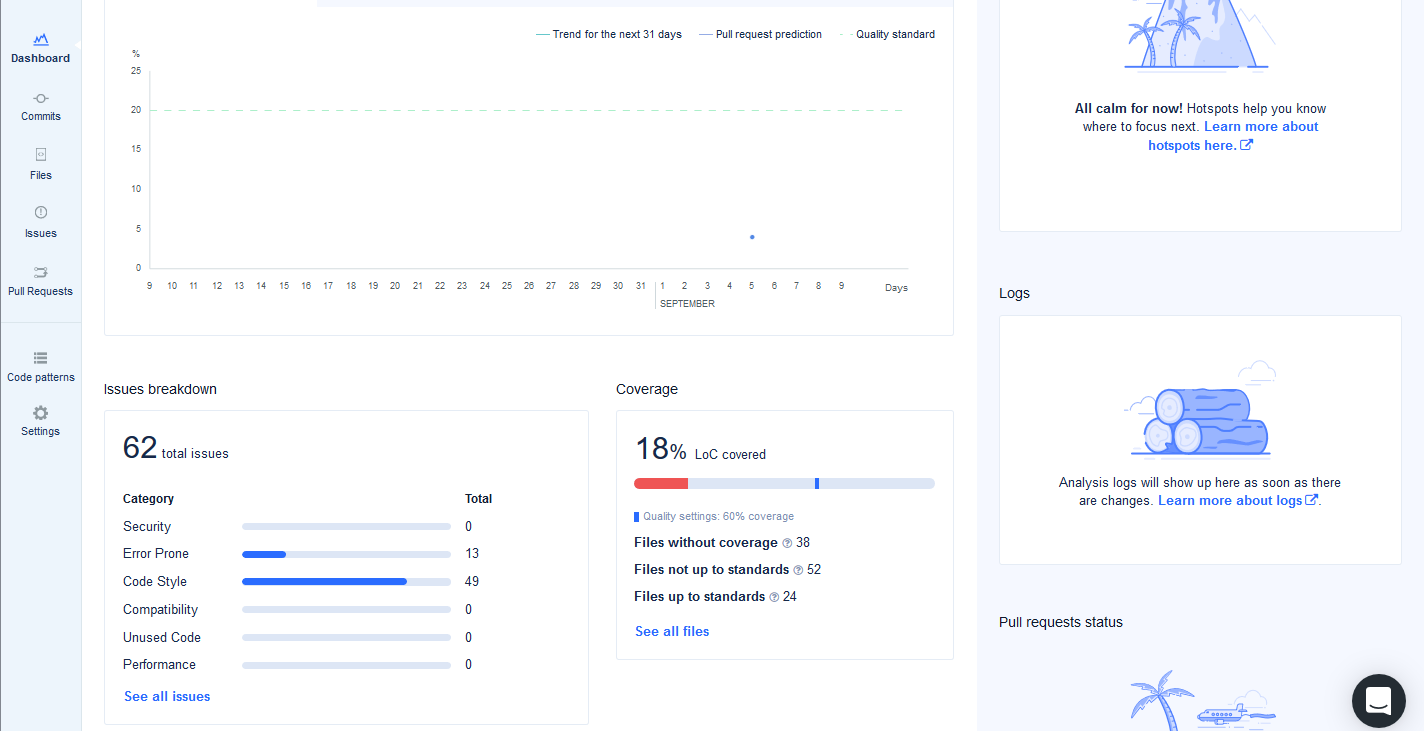 Dashboard
Commits
Files
Issues
Pull Requests
Code patterns
Settings
Trend for the next 31 days Pull request prediction Quality standard
%
25
20
15
10
5
0
9 10 11 12 13 14 15 16 17 18 19 20 21 22 23 24 25 26 27 28 29 30 31 1 2 3 4 5 6 7 8 9 Days
SEPTEMBER
Issues breakdown
62 total issues
Category Total
Security 0
Error Prone 13
Code Style 49
Compatibility 0
Unused Code 0
Performance 0
See all issues
Coverage
18% LoC covered
Quality settings: 60% coverage
Files without coverage ? 38
Files not up to standards ? 52
Files up to standards ? 24
See all files
All calm for now! Hotspots help you know
where to focus next. Learn more about
hotspots here.
Logs
Analysis logs will show up here as soon as there
are changes. Learn more about logs .
Pull requests status